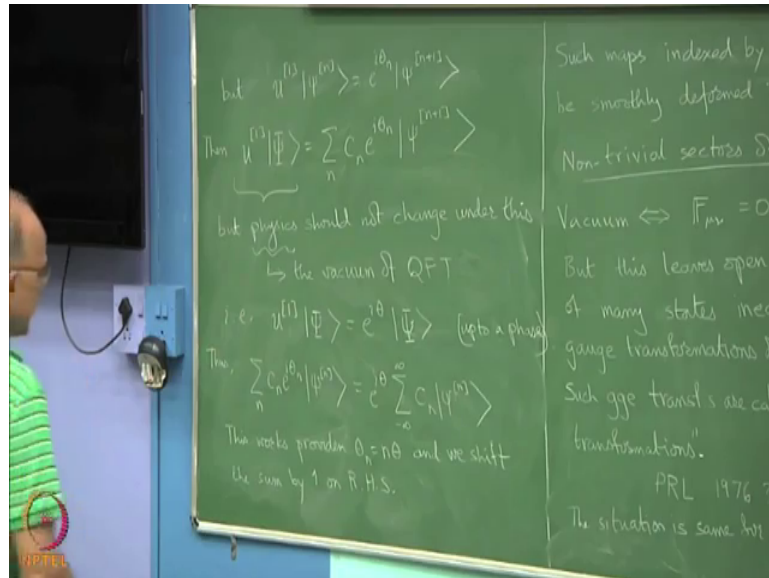 but U^[1] |ψ^[n]⟩ = e^{iθ_n} |ψ^[n+1]⟩
Then U^[1] |Ψ⟩ = Σ_n C_n e^{iθ_n} |ψ^[n+1]⟩
but physics should not change under this
↳ the vacuum of QFT
i.e. U^[1] |Ψ⟩ = e^{iθ} |Ψ⟩ (upto a phase)
Thus, Σ_n C_n e^{iθ_n} |ψ^[n]⟩ = e^{iθ} Σ_{-∞}^{∞} C_n |ψ^[n]⟩
This works provided θ_n = nθ and we shift
the sum by 1 on R.H.S.
Such maps indexed by
be smoothly deformed
Non-trivial sectors
Vacuum ⇔ F_μν = 0
But this leaves open
of many states
gauge transformations
Such gge transf s are
transformations".
PRL 1976
The situation is same for
NPTEL